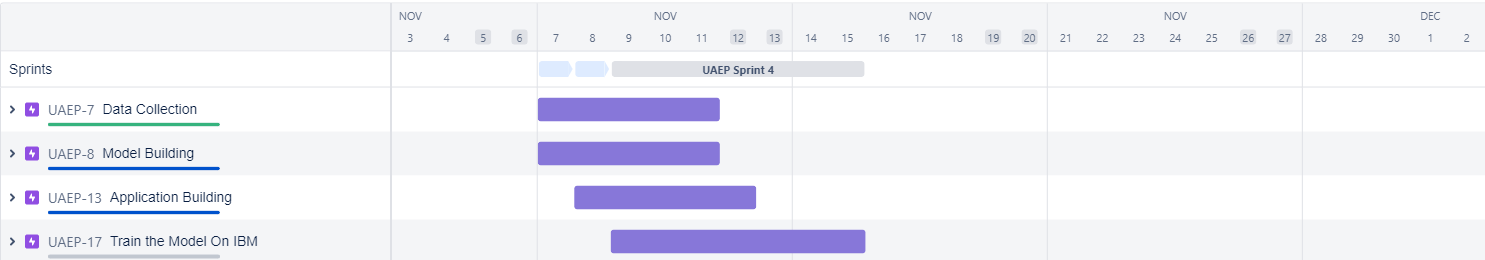 NOV NOV NOV NOV DEC
3 4 5 6 7 8 9 10 11 12 13 14 15 16 17 18 19 20 21 22 23 24 25 26 27 28 29 30 1 2
Sprints UAEP Sprint 4
UAEP-7 Data Collection
UAEP-8 Model Building
UAEP-13 Application Building
UAEP-17 Train the Model On IBM